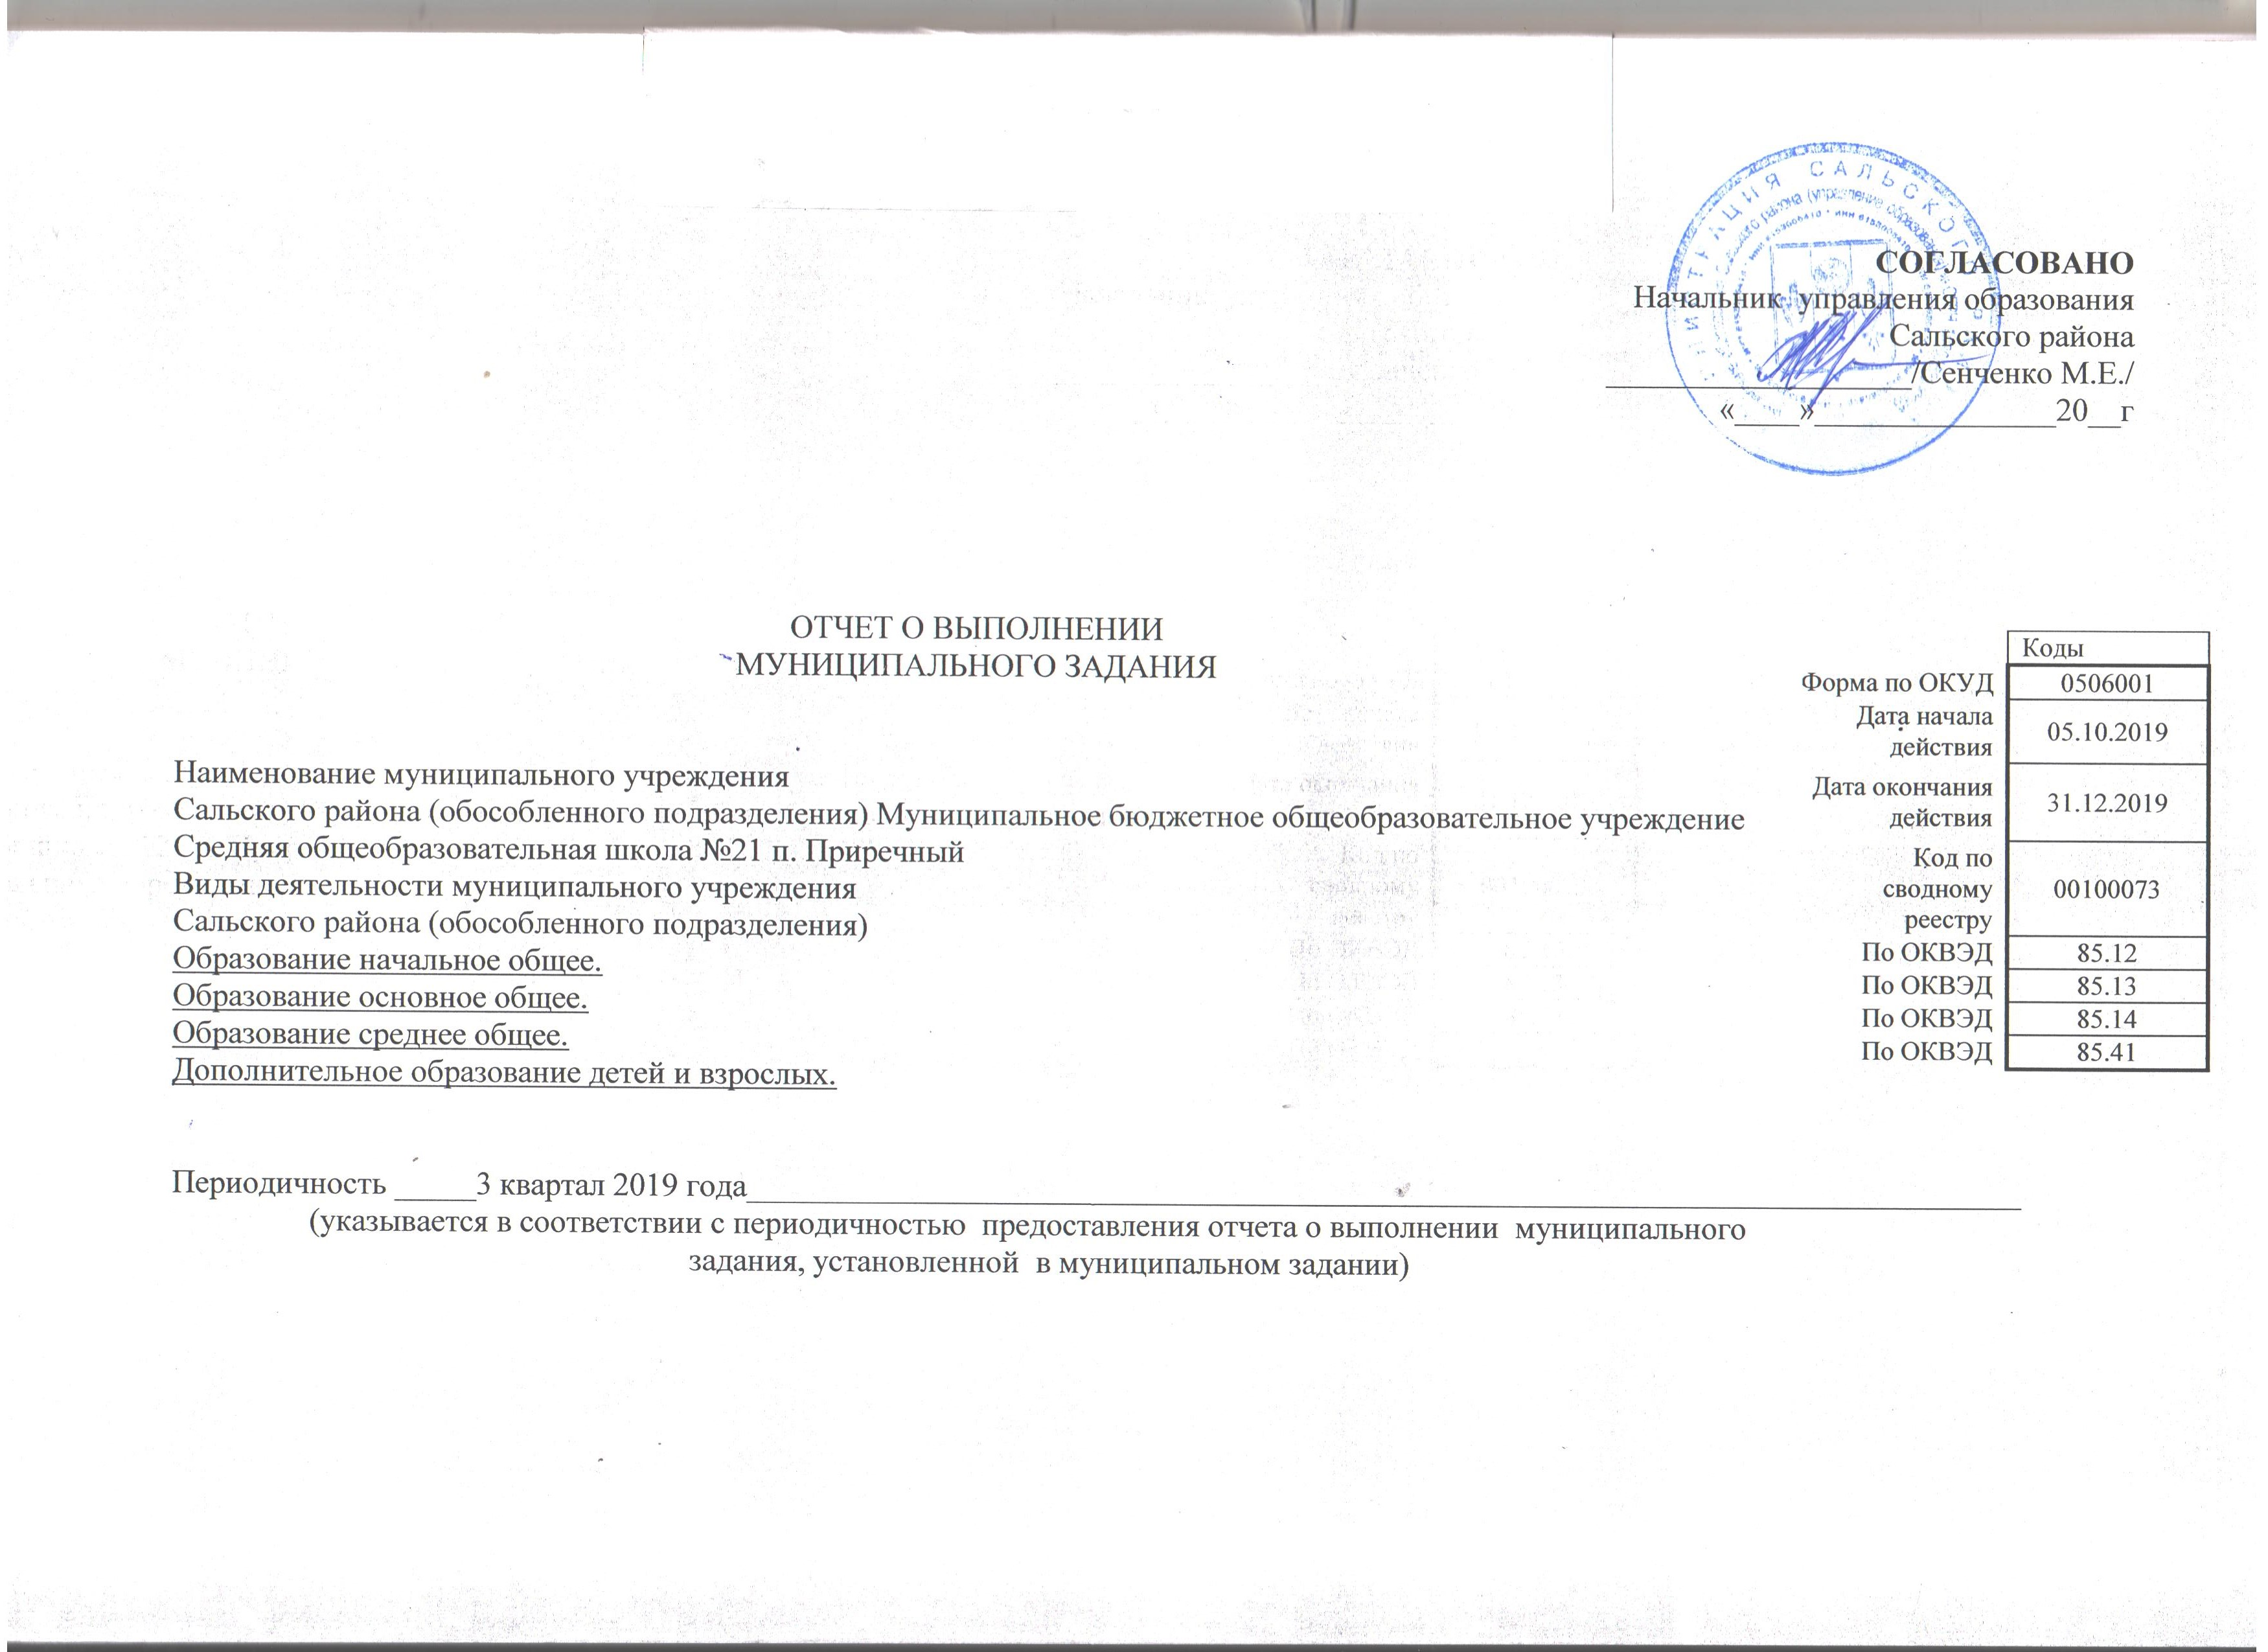 СОГЛАСОВАНО
Начальник управления образования
Сальского района
___________________/Сенченко М.Е./
«____»_______________20__г
ОТЧЕТ О ВЫПОЛНЕНИИ
МУНИЦИПАЛЬНОГО ЗАДАНИЯ
Коды
Форма по ОКУД 0506001
Дата начала
действия 05.10.2019
Дата окончания
действия 31.12.2019
Код по
сводному
реестру 00100073
По ОКВЭД 85.12
По ОКВЭД 85.13
По ОКВЭД 85.14
По ОКВЭД 85.41
Наименование муниципального учреждения
Сальского района (обособленного подразделения) Муниципальное бюджетное общеобразовательное учреждение
Средняя общеобразовательная школа №21 п. Приречный
Виды деятельности муниципального учреждения
Сальского района (обособленного подразделения)
Образование начальное общее.
Образование основное общее.
Образование среднее общее.
Дополнительное образование детей и взрослых.
Периодичность _____3 квартал 2019 года_____
(указывается в соответствии с периодичностью предоставления отчета о выполнении муниципального
задания, установленной в муниципальном задании)
САЛЬСКОГО
района (управление